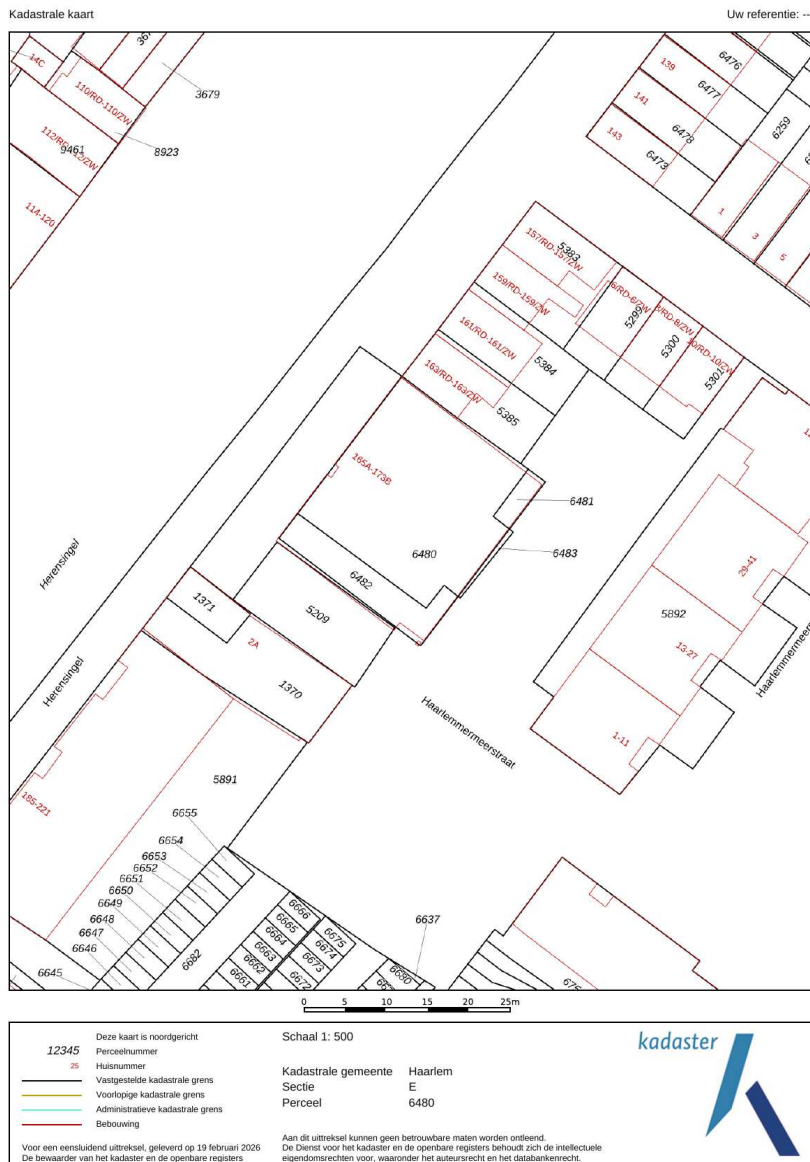 Kadastrale kaart
Uw referentie: --
14C
3679
110/RD-110/ZW
8923
9461
114-120
139
6476
141
6477
143
6478
6473
6259
1
3
5
157/RD-157/ZW
5383
159/RD-159/ZW
6/RD-6/ZW
5299
8/RD-8/ZW
5300
10/RD-10/ZW
5301
161/RD-161/ZW
5384
163/RD-163/ZW
5385
165A-173B
6481
6480
6483
6482
Herensingel
1371
5209
2A
1370
Herensingel
29-41
5892
13-27
1-11
Haarlemmermeerstraat
185-221
5891
6655
6654
6653
6652
6651
6650
6649
6648
6647
6646
6645
6682
6666
6665
6664
6663
6662
6661
6675
6674
6673
6672
6680
6637
0 5 10 15 20 25m
Deze kaart is noordgericht
12345 Perceelnummer
25 Huisnummer
Vastgestelde kadastrale grens
Voorlopige kadastrale grens
Administratieve kadastrale grens
Bebouwing
Voor een eensluidend uittreksel, geleverd op 19 februari 2026
De bewaarder van het kadaster en de openbare registers
Schaal 1: 500
Kadastrale gemeente Haarlem
Sectie E
Perceel 6480
Aan dit uittreksel kunnen geen betrouwbare maten worden ontleend.
De Dienst voor het kadaster en de openbare registers behoudt zich de intellectuele
eigendomsrechten voor, waaronder het auteursrecht en het databankenrecht.
kadaster